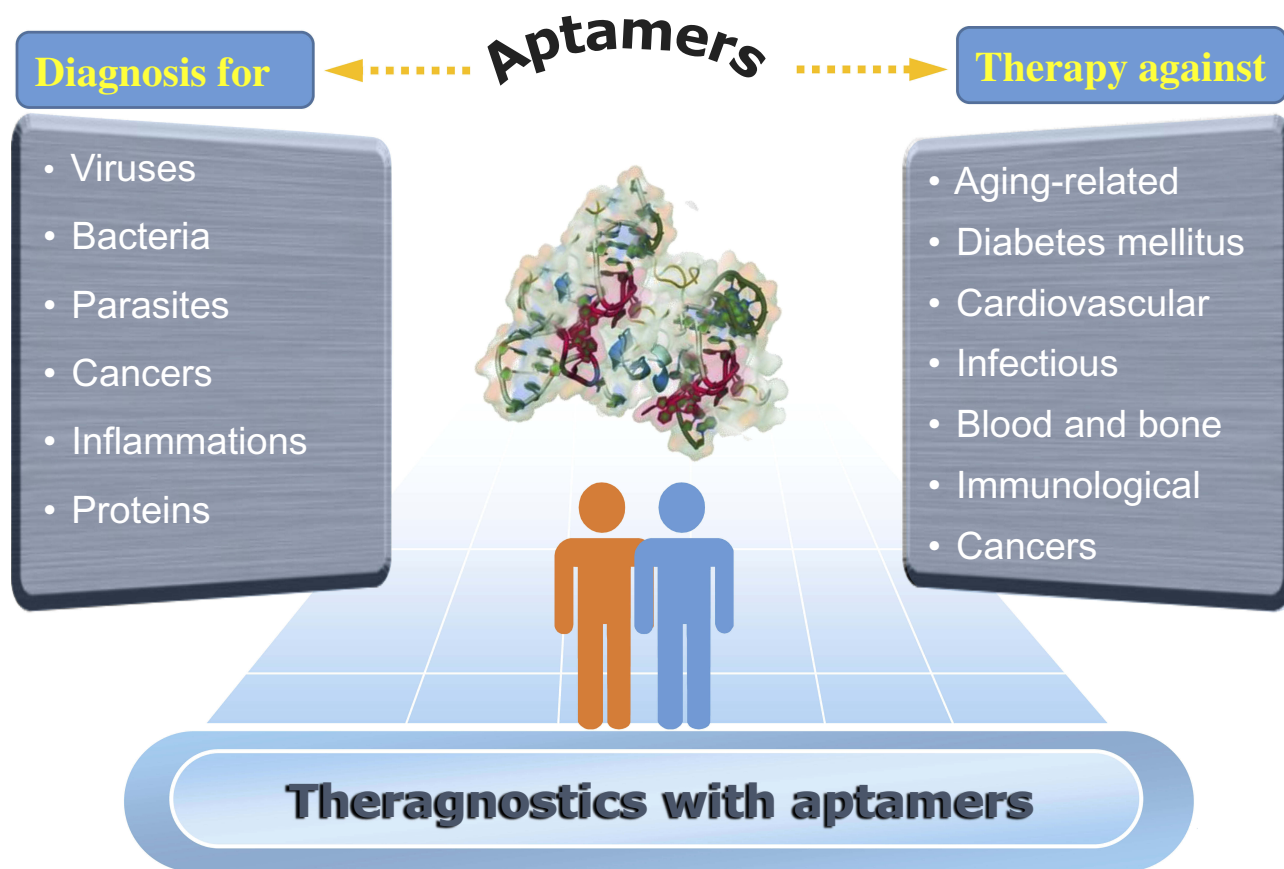 Aptamers
Diagnosis for
Therapy against
• Viruses
• Bacteria
• Parasites
• Cancers
• Inflammations
• Proteins
• Aging-related
• Diabetes mellitus
• Cardiovascular
• Infectious
• Blood and bone
• Immunological
• Cancers
Theragnostics with aptamers